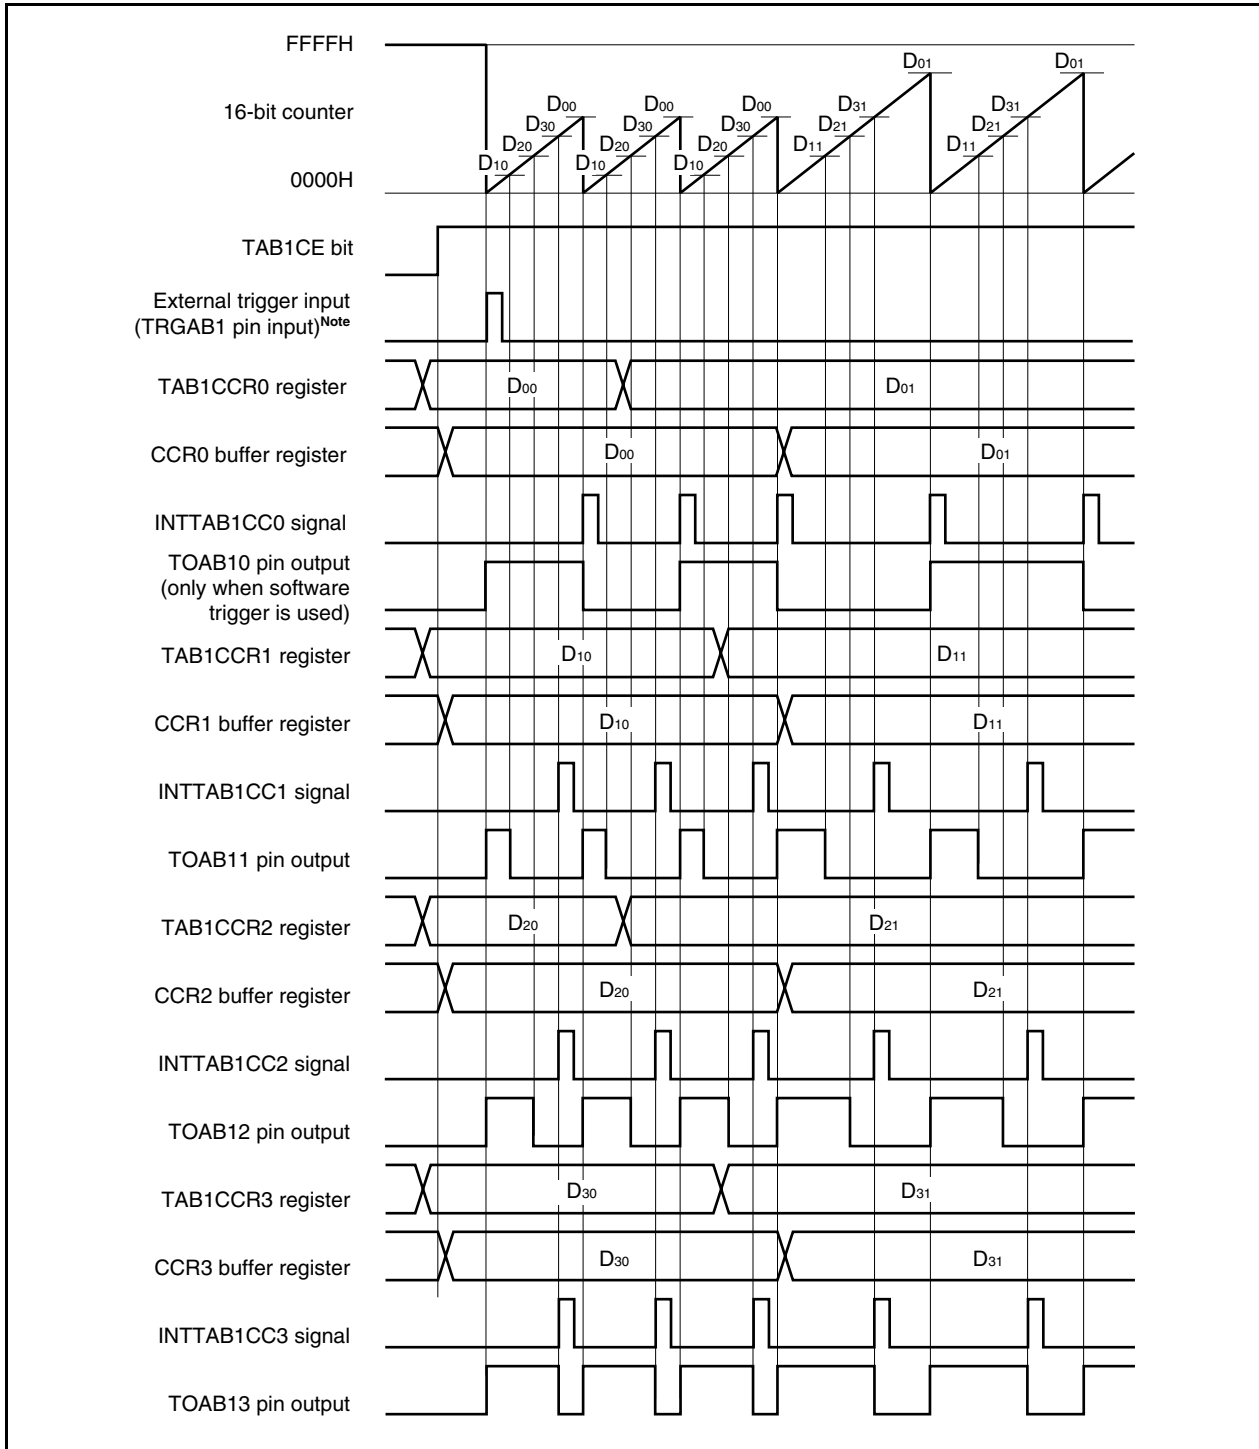 FFFFH
D01 D01
16-bit counter
D00 D00 D00 D31 D31
D30 D30 D30 D21 D21
D20 D20 D20 D11 D11
D10 D10 D10
0000H
TAB1CE bit
External trigger input
(TRGAB1 pin input)Note
TAB1CCR0 register D00 D01
CCR0 buffer register D00 D01
INTTAB1CC0 signal
TOAB10 pin output
(only when software
trigger is used)
TAB1CCR1 register D10 D11
CCR1 buffer register D10 D11
INTTAB1CC1 signal
TOAB11 pin output
TAB1CCR2 register D20 D21
CCR2 buffer register D20 D21
INTTAB1CC2 signal
TOAB12 pin output
TAB1CCR3 register D30 D31
CCR3 buffer register D30 D31
INTTAB1CC3 signal
TOAB13 pin output